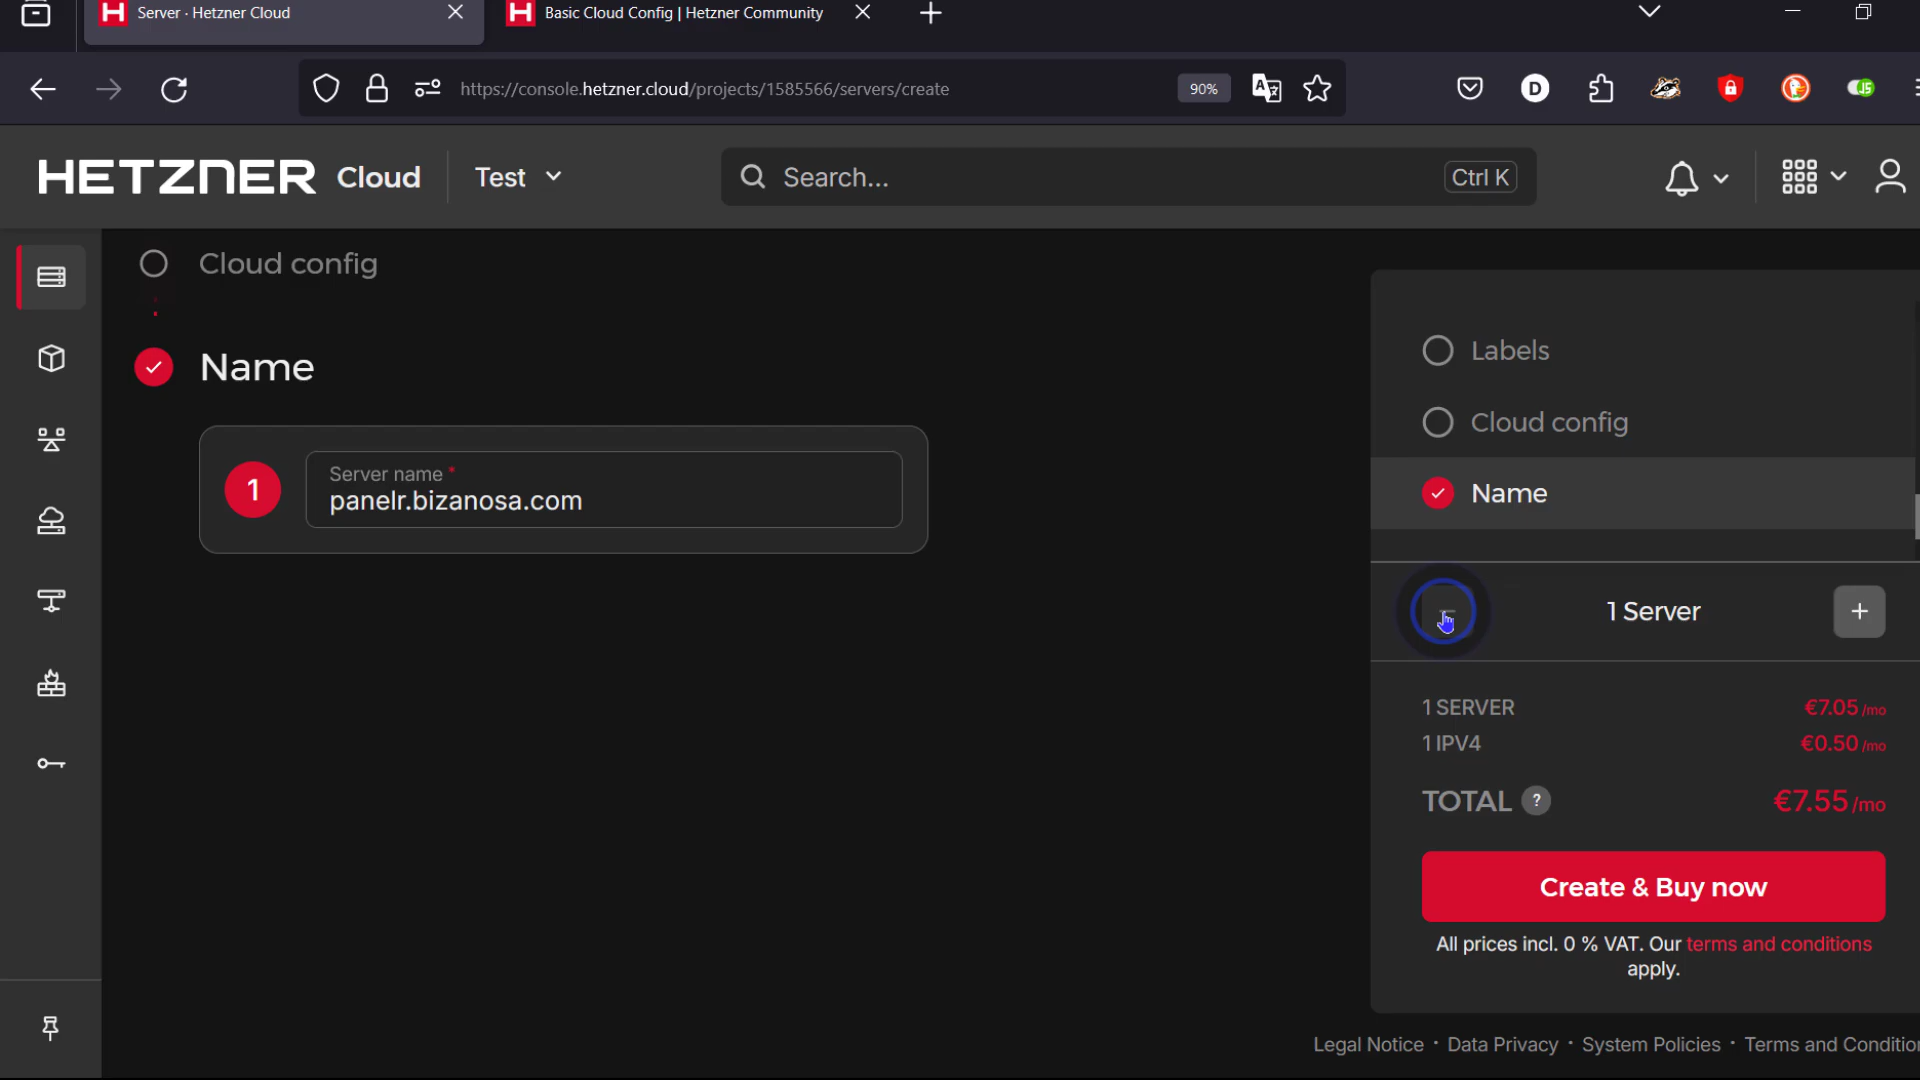 Server · Hetzner Cloud
Basic Cloud Config | Hetzner Community
https://console.hetzner.cloud/projects/1585566/servers/create
90%
D
JS
HETZNER Cloud
Test
Search...
Ctrl K
Cloud config
Name
1
Server name *
panelr.bizanosa.com
Labels
Cloud config
Name
1 Server
+
1 SERVER €7.05 /mo
1 IPV4 €0.50 /mo
TOTAL ? €7.55 /mo
Create & Buy now
All prices incl. 0 % VAT. Our terms and conditions
apply.
Legal Notice · Data Privacy · System Policies · Terms and Conditio